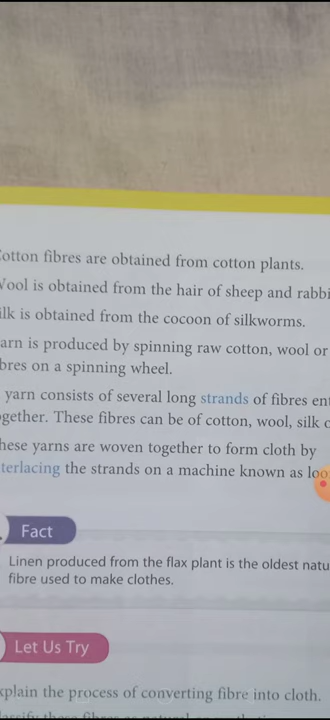 otton fibres are obtained from cotton plants.
ool is obtained from the hair of sheep and rabbi
ilk is obtained from the cocoon of silkworms.
arn is produced by spinning raw cotton, wool or
bres on a spinning wheel.
yarn consists of several long strands of fibres ent
gether. These fibres can be of cotton, wool, silk o
hese yarns are woven together to form cloth by
terlacing the strands on a machine known as loo
Fact
Linen produced from the flax plant is the oldest natu
fibre used to make clothes.
Let Us Try
xplain the process of converting fibre into cloth.